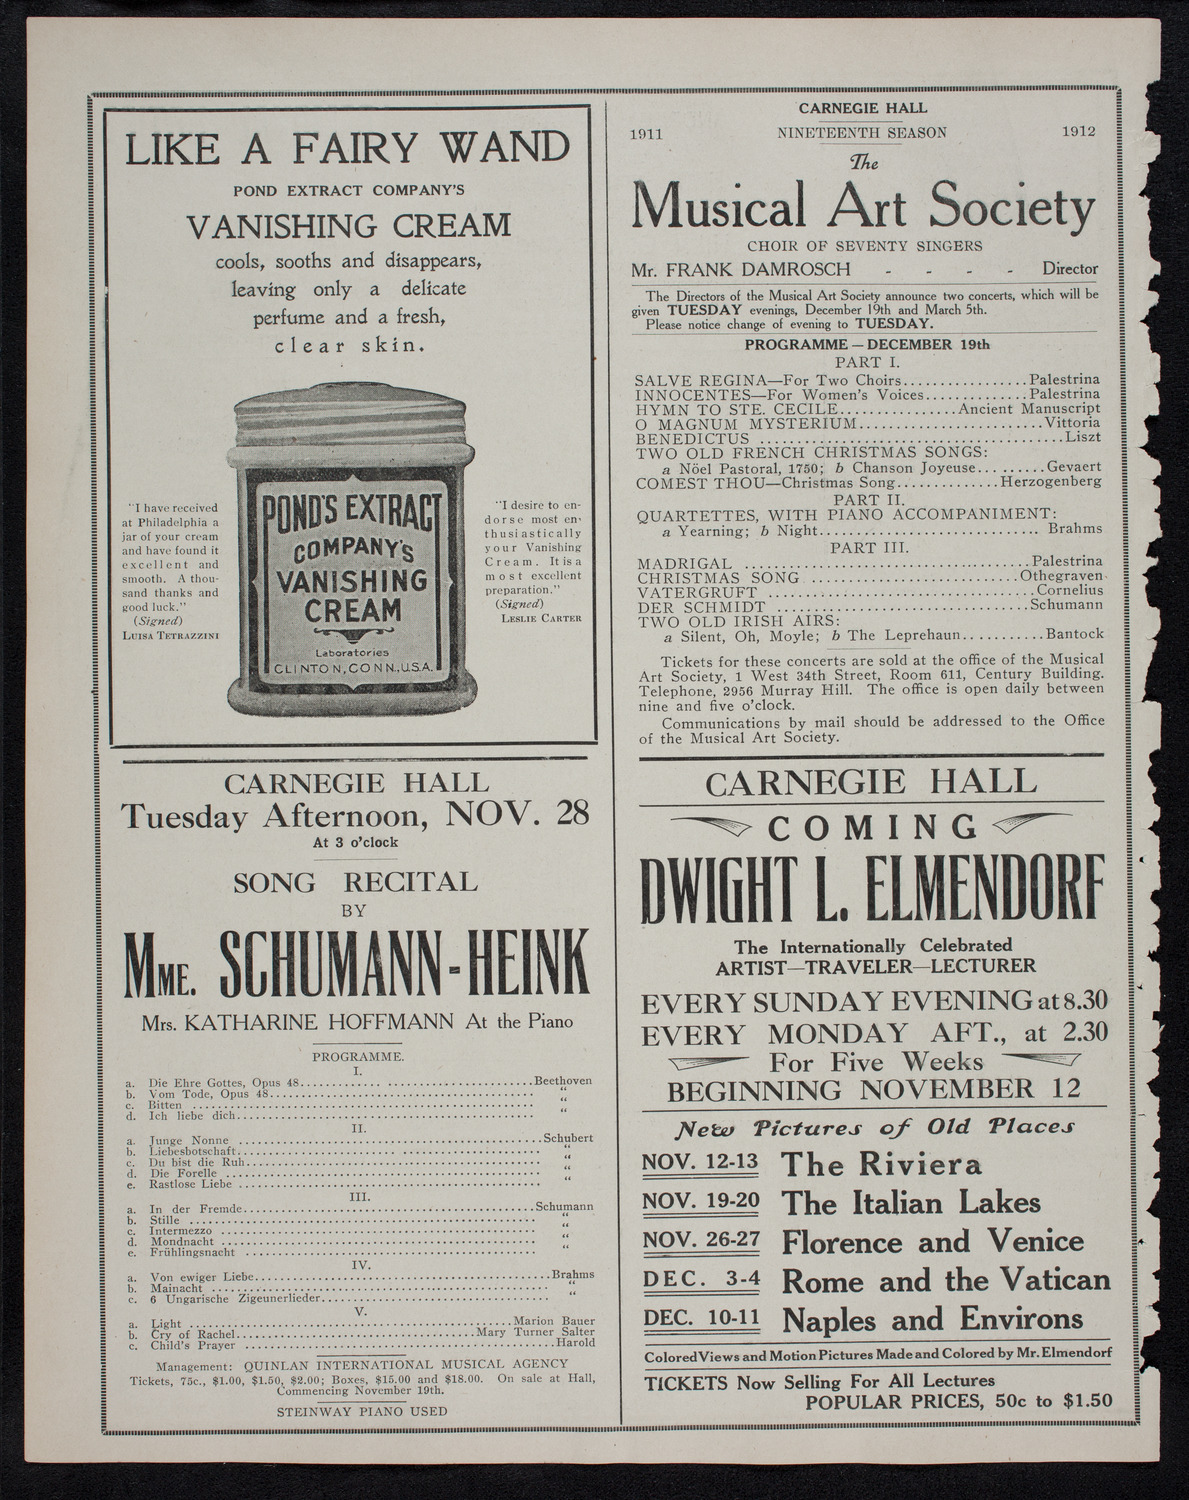 LIKE A FAIRY WAND
POND EXTRACT COMPANY'S
VANISHING CREAM
cools, sooths and disappears,
leaving only a delicate
perfume and a fresh,
clear skin.
"I have received
at Philadelphia a
jar of your cream
and have found it
excellent and
smooth. A thou-
sand thanks and
good luck."
(Signed)
LUISA TETRAZZINI
POND'S EXTRACT
COMPANY'S
VANISHING
CREAM
Laboratories
CLINTON, CONN., U.S.A.
"I desire to en-
dorse most en-
thusiastically
your Vanishing
Cream. It is a
most excellent
preparation."
(Signed)
LESLIE CARTER
CARNEGIE HALL
Tuesday Afternoon, NOV. 28
At 3 o'clock
SONG RECITAL
BY
MME. SCHUMANN-HEINK
Mrs. KATHARINE HOFFMANN At the Piano
PROGRAMME.
I.
a. Die Ehre Gottes, Opus 48..............Beethoven
b. Vom Tode, Opus 48.............. "
c. Bitten .............. "
d. Ich liebe dich.............. "
II.
a. Junge Nonne ..............Schubert
b. Liebesbotschaft.............. "
c. Du bist die Ruh.............. "
d. Die Forelle .............. "
e. Rastlose Liebe .............. "
III.
a. In der Fremde..............Schumann
b. Stille .............. "
c. Intermezzo .............. "
d. Mondnacht .............. "
e. Frühlingsnacht .............. "
IV.
a. Von ewiger Liebe..............Brahms
b. Mainacht .............. "
c. 6 Ungarische Zigeunerlieder.............. "
V.
a. Light ..............Marion Bauer
b. Cry of Rachel..............Mary Turner Salter
c. Child's Prayer ..............Harold
Management: QUINLAN INTERNATIONAL MUSICAL AGENCY
Tickets, 75c., $1.00, $1.50, $2.00; Boxes, $15.00 and $18.00. On sale at Hall,
Commencing November 19th.
STEINWAY PIANO USED
CARNEGIE HALL
1911 NINETEENTH SEASON 1912
The
Musical Art Society
CHOIR OF SEVENTY SINGERS
Mr. FRANK DAMROSCH - - - - Director
The Directors of the Musical Art Society announce two concerts, which will be
given TUESDAY evenings, December 19th and March 5th.
Please notice change of evening to TUESDAY.
PROGRAMME — DECEMBER 19th
PART I.
SALVE REGINA—For Two Choirs..............Palestrina
INNOCENTES—For Women's Voices..............Palestrina
HYMN TO STE. CECILE..............Ancient Manuscript
O MAGNUM MYSTERIUM..............Vittoria
BENEDICTUS ..............Liszt
TWO OLD FRENCH CHRISTMAS SONGS:
a Nöel Pastoral, 1750; b Chanson Joyeuse.........Gevaert
COMEST THOU—Christmas Song..............Herzogenberg
PART II.
QUARTETTES, WITH PIANO ACCOMPANIMENT:
a Yearning; b Night.............. Brahms
PART III.
MADRIGAL ..............Palestrina
CHRISTMAS SONG ..............Othegraven
VATERGRUFT ..............Cornelius
DER SCHMIDT ..............Schumann
TWO OLD IRISH AIRS:
a Silent, Oh, Moyle; b The Leprehaun...........Bantock
Tickets for these concerts are sold at the office of the Musical
Art Society, 1 West 34th Street, Room 611, Century Building.
Telephone, 2956 Murray Hill. The office is open daily between
nine and five o'clock.
Communications by mail should be addressed to the Office
of the Musical Art Society.
CARNEGIE HALL
COMING
DWIGHT L. ELMENDORF
The Internationally Celebrated
ARTIST—TRAVELER—LECTURER
EVERY SUNDAY EVENING at 8.30
EVERY MONDAY AFT., at 2.30
For Five Weeks
BEGINNING NOVEMBER 12
New Pictures of Old Places
NOV. 12-13 The Riviera
NOV. 19-20 The Italian Lakes
NOV. 26-27 Florence and Venice
DEC. 3-4 Rome and the Vatican
DEC. 10-11 Naples and Environs
Colored Views and Motion Pictures Made and Colored by Mr. Elmendorf
TICKETS Now Selling For All Lectures
POPULAR PRICES, 50c to $1.50